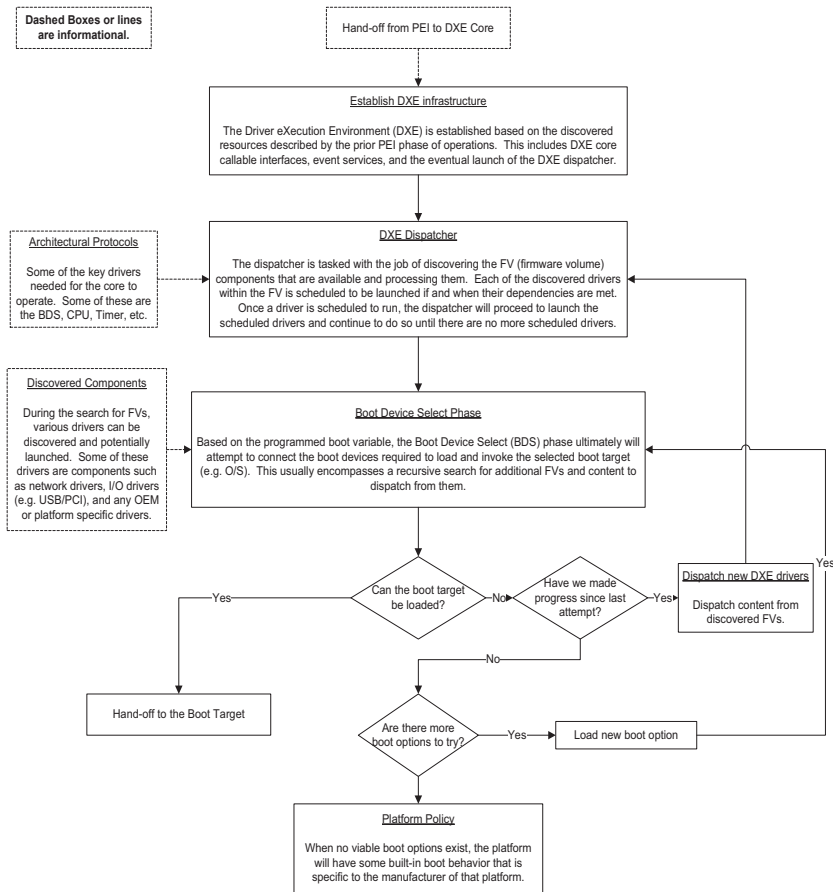 Dashed Boxes or lines
are informational.
Hand-off from PEI to DXE Core
Establish DXE infrastructure
The Driver eXecution Environment (DXE) is established based on the discovered
resources described by the prior PEI phase of operations. This includes DXE core
callable interfaces, event services, and the eventual launch of the DXE dispatcher.
Architectural Protocols
Some of the key drivers
needed for the core to
operate. Some of these are
the BDS, CPU, Timer, etc.
DXE Dispatcher
The dispatcher is tasked with the job of discovering the FV (firmware volume)
components that are available and processing them. Each of the discovered drivers
within the FV is scheduled to be launched if and when their dependencies are met.
Once a driver is scheduled to run, the dispatcher will proceed to launch the
scheduled drivers and continue to do so until there are no more scheduled drivers.
Discovered Components
During the search for FVs,
various drivers can be
discovered and potentially
launched. Some of these
drivers are components such
as network drivers, I/O drivers
(e.g. USB/PCI), and any OEM
or platform specific drivers.
Boot Device Select Phase
Based on the programmed boot variable, the Boot Device Select (BDS) phase ultimately will
attempt to connect the boot devices required to load and invoke the selected boot target
(e.g. O/S). This usually encompasses a recursive search for additional FVs and content to
dispatch from them.
Yes
Can the boot target
be loaded?
No
Have we made
progress since last
attempt?
Yes
Dispatch new DXE drivers
Dispatch content from
discovered FVs.
Yes
No
Hand-off to the Boot Target
Are there more
boot options to try?
Yes
Load new boot option
Platform Policy
When no viable boot options exist, the platform
will have some built-in boot behavior that is
specific to the manufacturer of that platform.